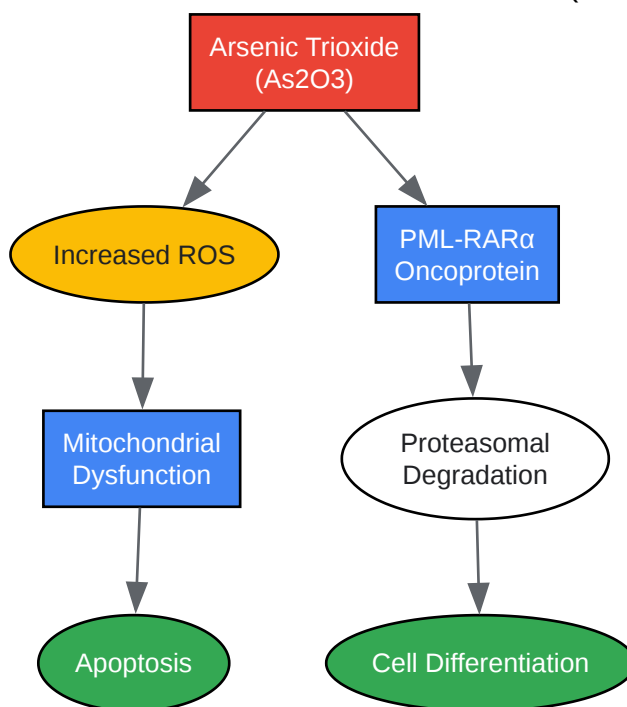 Arsenic Trioxide
(As2O3)
Increased ROS
PML-RARα
Oncoprotein
Mitochondrial
Dysfunction
Proteasomal
Degradation
Apoptosis
Cell Differentiation